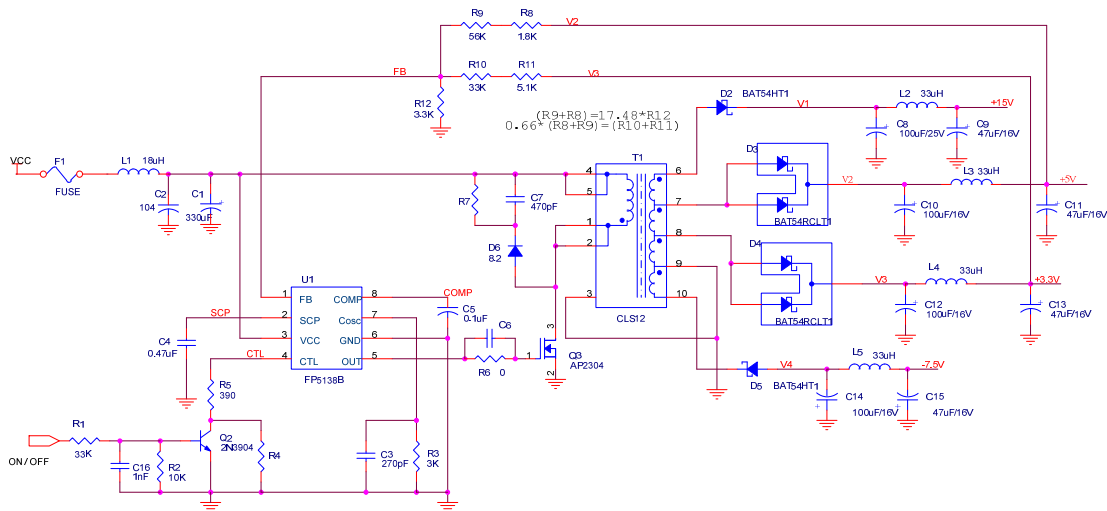 R9
56K
R8
1.8K
V2
FB
R10
33K
R11
5.1K
V3
R12
3.3K
(R9+R8)=17.48*R12
0.66*(R8+R9)=(R10+R11)
D2
BAT54HT1
V1
L2
33uH
+15V
C8
100uF/25V
C9
47uF/16V
VCC
F1
FUSE
L1
18uH
C2
104
C1
330uF
R7
C7
470pF
D6
8.2
T1
4
5
1
2
3
6
7
8
9
10
CLS12
D3
BAT54RCLT1
V2
L3
33uH
+5V
C10
100uF/16V
C11
47uF/16V
D4
BAT54RCLT1
V3
L4
33uH
+3.3V
C12
100uF/16V
C13
47uF/16V
U1
1
FB
COMP
8
2
SCP
Cosc
7
3
VCC
GND
6
4
CTL
OUT
5
FP5138B
COMP
C5
0.1uF
SCP
C4
0.47uF
CTL
C6
R6
0
1
3
2
Q3
AP2304
D5
BAT54HT1
V4
L5
33uH
-7.5V
C14
100uF/16V
C15
47uF/16V
R5
390
Q2
2N3904
R4
R1
33K
ON/OFF
C16
1nF
R2
10K
C3
270pF
R3
3K